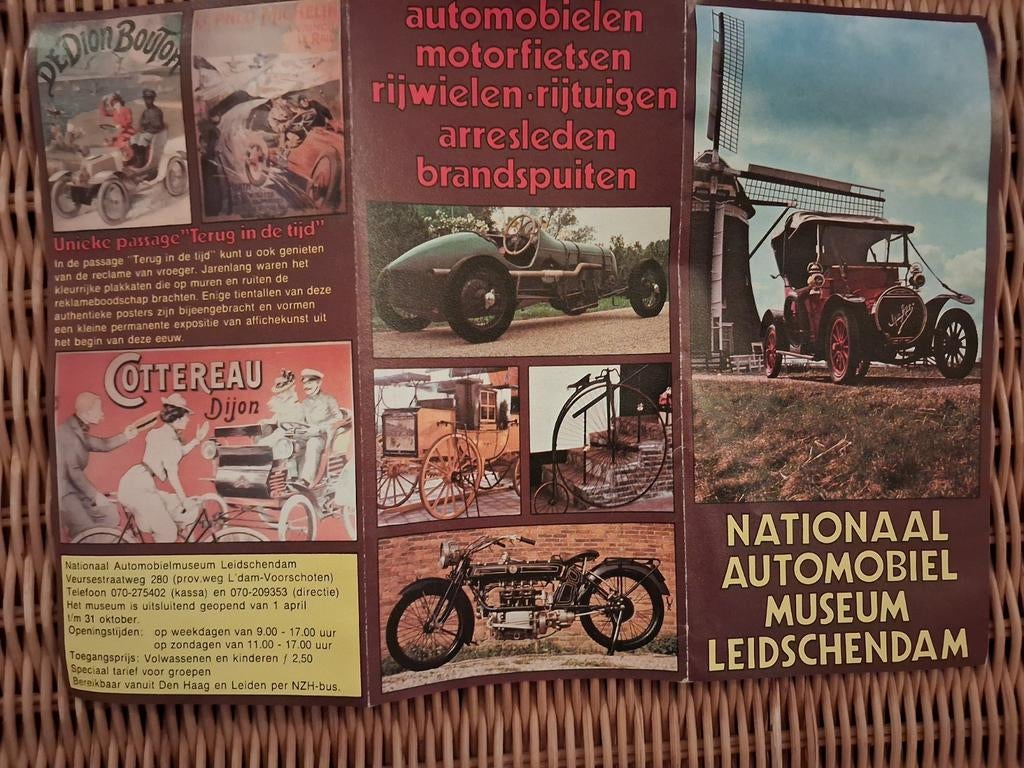 DE DION BOUTON
PNEU MICHELIN
Unieke passage "Terug in de tijd"
In de passage "Terug in de tijd" kunt u ook genieten
van de reclame van vroeger. Jarenlang waren het
kleurrijke plakkaten die op muren en ruiten de
reklameboodschap brachten. Enige tientallen van deze
authentieke posters zijn bijeengebracht en vormen
een kleine permanente expositie van affichekunst uit
het begin van deze eeuw.
COTTEREAU
Dijon
Nationaal Automobielmuseum Leidschendam
Veursestraatweg 280 (prov.weg L'dam-Voorschoten)
Telefoon 070-275402 (kassa) en 070-209353 (directie)
Het museum is uitsluitend geopend van 1 april
t/m 31 oktober.
Openingstijden: op weekdagen van 9.00 - 17.00 uur
op zondagen van 11.00 - 17.00 uur
Toegangsprijs: Volwassenen en kinderen ƒ 2,50
Speciaal tarief voor groepen
Bereikbaar vanuit Den Haag en Leiden per NZH-bus.
automobielen
motorfietsen
rijwielen·rijtuigen
arresleden
brandspuiten
NATIONAAL
AUTOMOBIEL
MUSEUM
LEIDSCHENDAM